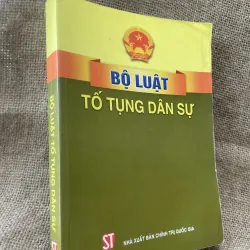 BỘ LUẬT
TỐ TỤNG DÂN SỰ
ST
NHÀ XUẤT BẢN CHÍNH TRỊ QUỐC GIA
BỘ LUẬT TỐ TỤNG DÂN SỰ
ST